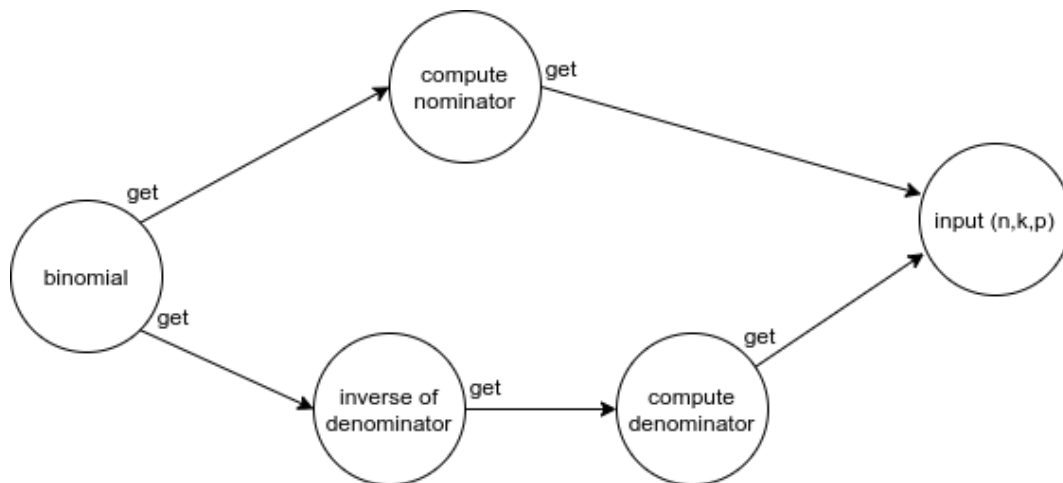 compute
nominator
get
get
input (n,k,p)
binomial
get
get
get
inverse of
denominator
compute
denominator